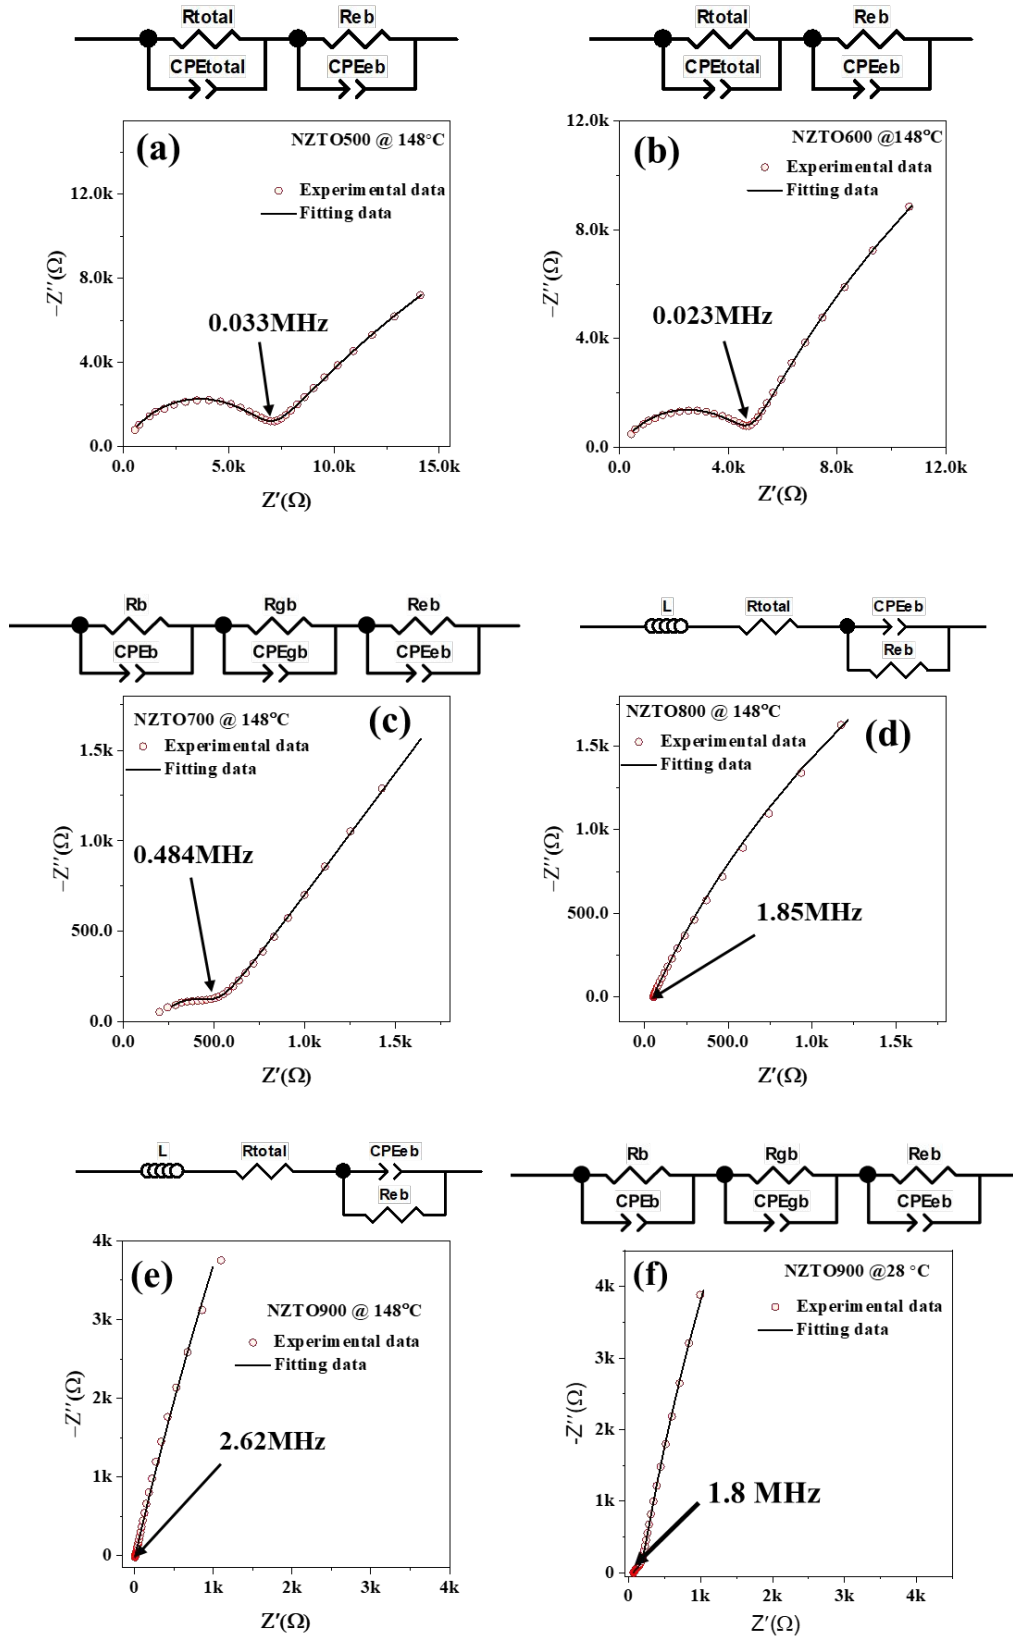 Rtotal Reb
CPEtotal CPEeb
Rtotal Reb
CPEtotal CPEeb
(a)
NZTO500 @ 148°C
Experimental data
Fitting data
0.033MHz
12.0k
8.0k
4.0k
0.0
0.0 5.0k 10.0k 15.0k
−Z''(Ω)
Z'(Ω)
(b)
NZTO600 @148°C
Experimental data
Fitting data
0.023MHz
12.0k
8.0k
4.0k
0.0
0.0 4.0k 8.0k 12.0k
−Z''(Ω)
Z'(Ω)
Rb Rgb Reb
CPEb CPEgb CPEeb
L Rtotal CPEeb
Reb
(c)
NZTO700 @ 148°C
Experimental data
Fitting data
0.484MHz
1.5k
1.0k
500.0
0.0
0.0 500.0 1.0k 1.5k
−Z''(Ω)
Z'(Ω)
(d)
NZTO800 @ 148°C
Experimental data
Fitting data
1.85MHz
1.5k
1.0k
500.0
0.0
0.0 500.0 1.0k 1.5k
−Z''(Ω)
Z'(Ω)
L Rtotal CPEeb
Reb
Rb Rgb Reb
CPEb CPEgb CPEeb
(e)
NZTO900 @ 148°C
Experimental data
Fitting data
2.62MHz
4k
3k
2k
1k
0
0 1k 2k 3k 4k
−Z''(Ω)
Z'(Ω)
(f)
NZTO900 @28 °C
Experimental data
Fitting data
1.8 MHz
4k
3k
2k
1k
0
0 1k 2k 3k 4k
-Z''(Ω)
Z'(Ω)